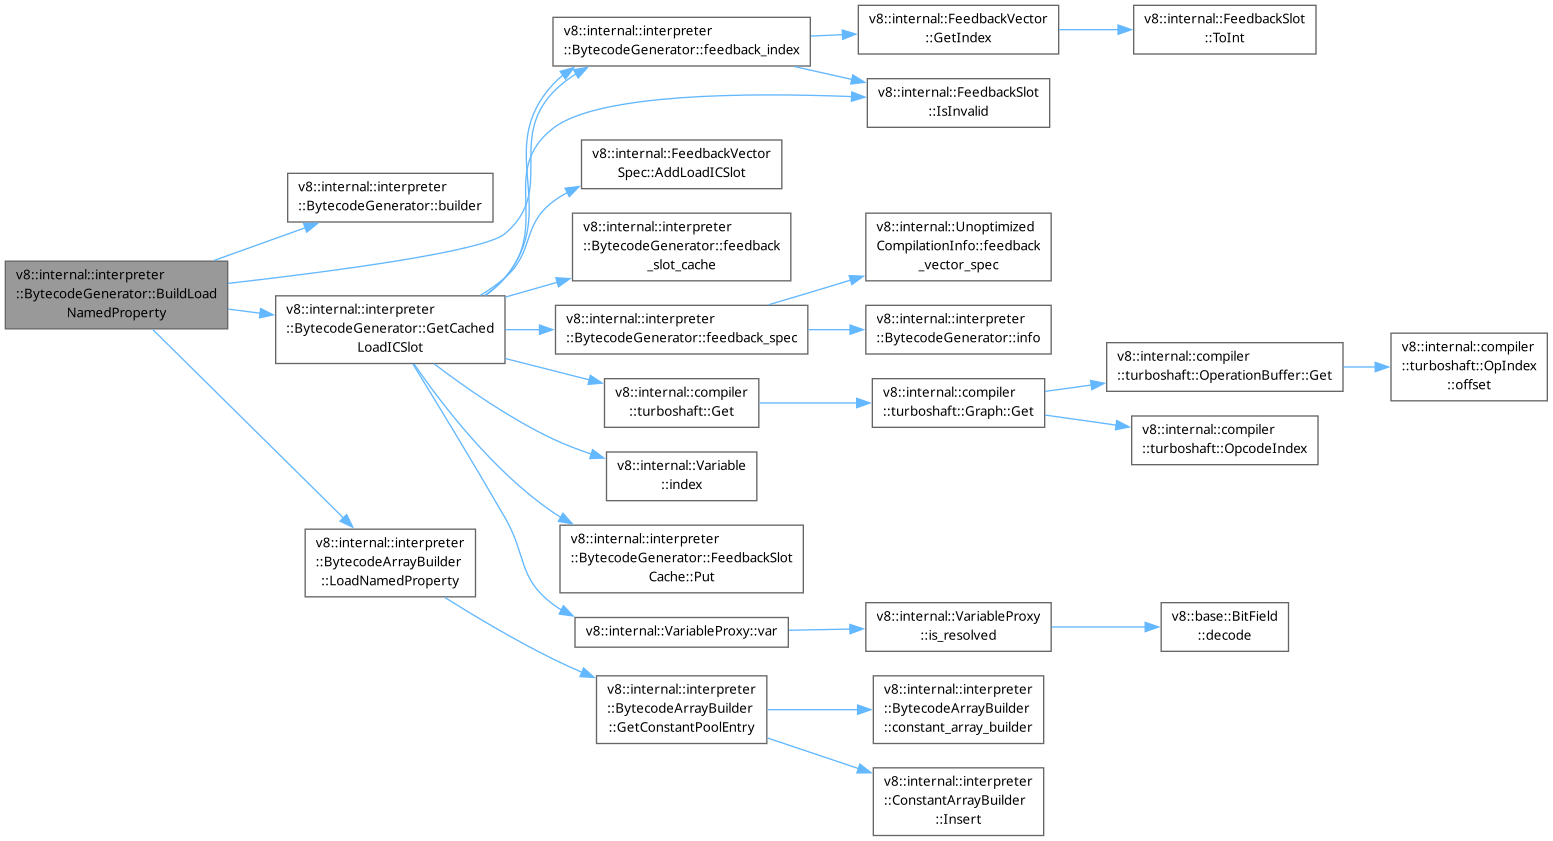 v8::internal::interpreter
::BytecodeGenerator::BuildLoad
NamedProperty
v8::internal::interpreter
::BytecodeGenerator::builder
v8::internal::interpreter
::BytecodeGenerator::GetCached
LoadICSlot
v8::internal::interpreter
::BytecodeArrayBuilder
::LoadNamedProperty
v8::internal::interpreter
::BytecodeGenerator::feedback_index
v8::internal::FeedbackVector
Spec::AddLoadICSlot
v8::internal::interpreter
::BytecodeGenerator::feedback
_slot_cache
v8::internal::interpreter
::BytecodeGenerator::feedback_spec
v8::internal::compiler
::turboshaft::Get
v8::internal::Variable
::index
v8::internal::interpreter
::BytecodeGenerator::FeedbackSlot
Cache::Put
v8::internal::VariableProxy::var
v8::internal::interpreter
::BytecodeArrayBuilder
::GetConstantPoolEntry
v8::internal::FeedbackVector
::GetIndex
v8::internal::FeedbackSlot
::IsInvalid
v8::internal::Unoptimized
CompilationInfo::feedback
_vector_spec
v8::internal::interpreter
::BytecodeGenerator::info
v8::internal::compiler
::turboshaft::Graph::Get
v8::internal::VariableProxy
::is_resolved
v8::internal::interpreter
::BytecodeArrayBuilder
::constant_array_builder
v8::internal::interpreter
::ConstantArrayBuilder
::Insert
v8::internal::FeedbackSlot
::ToInt
v8::internal::compiler
::turboshaft::OperationBuffer::Get
v8::internal::compiler
::turboshaft::OpcodeIndex
v8::base::BitField
::decode
v8::internal::compiler
::turboshaft::OpIndex
::offset